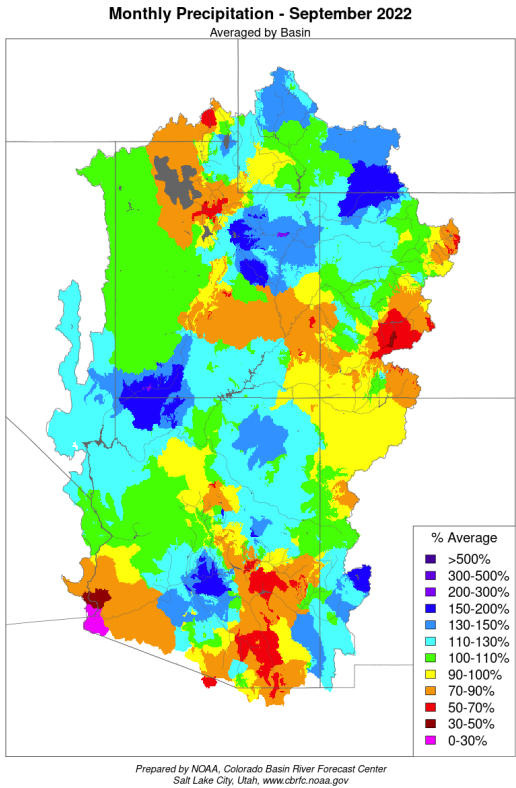 Monthly Precipitation - September 2022
Averaged by Basin
% Average
>500%
300-500%
200-300%
150-200%
130-150%
110-130%
100-110%
90-100%
70-90%
50-70%
30-50%
0-30%
Prepared by NOAA, Colorado Basin River Forecast Center
Salt Lake City, Utah, www.cbrfc.noaa.gov